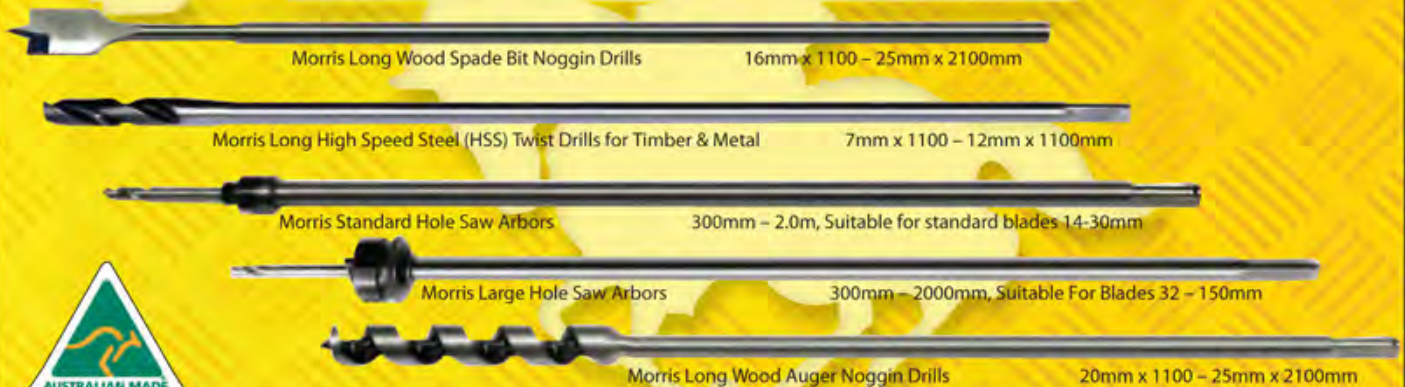 Morris Long Wood Spade Bit Noggin Drills 16mm x 1100 – 25mm x 2100mm
Morris Long High Speed Steel (HSS) Twist Drills for Timber & Metal 7mm x 1100 – 12mm x 1100mm
Morris Standard Hole Saw Arbors 300mm – 2.0m, Suitable for standard blades 14-30mm
Morris Large Hole Saw Arbors 300mm – 2000mm, Suitable For Blades 32 – 150mm
Morris Long Wood Auger Noggin Drills 20mm x 1100 – 25mm x 2100mm
AUSTRALIAN MADE